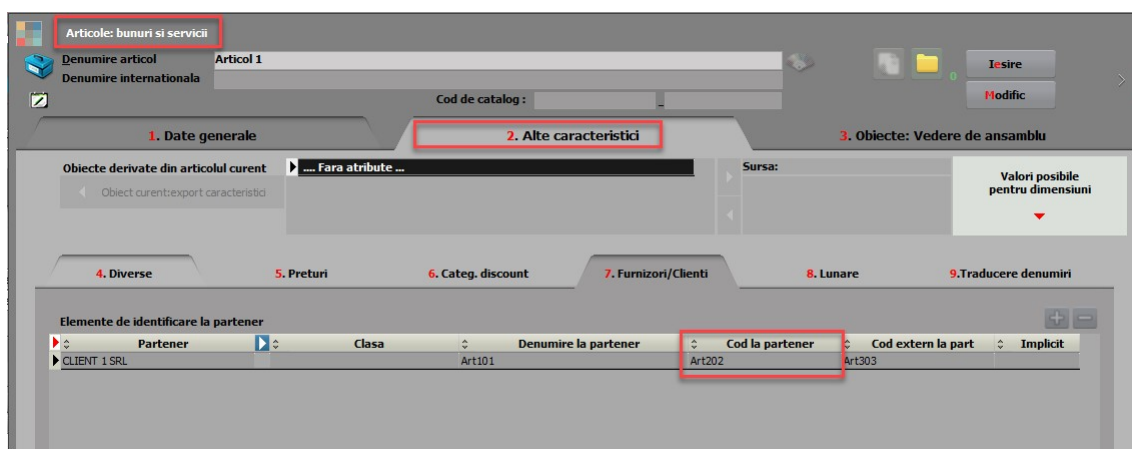 Articole: bunuri si servicii
Denumire articol Articol 1
Denumire internationala
Cod de catalog : _
0
Iesire
Modific
1. Date generale 2. Alte caracteristici 3. Obiecte: Vedere de ansamblu
Obiecte derivate din articolul curent .... Fara atribute ... Sursa:
Obiect curent:export caracteristici
Valori posibile
pentru dimensiuni
4. Diverse 5. Preturi 6. Categ. discount 7. Furnizori/Clienti 8. Lunare 9.Traducere denumiri
Elemente de identificare la partener
Partener Clasa Denumire la partener Cod la partener Cod extern la part Implicit
CLIENT 1 SRL Art101 Art202 Art303